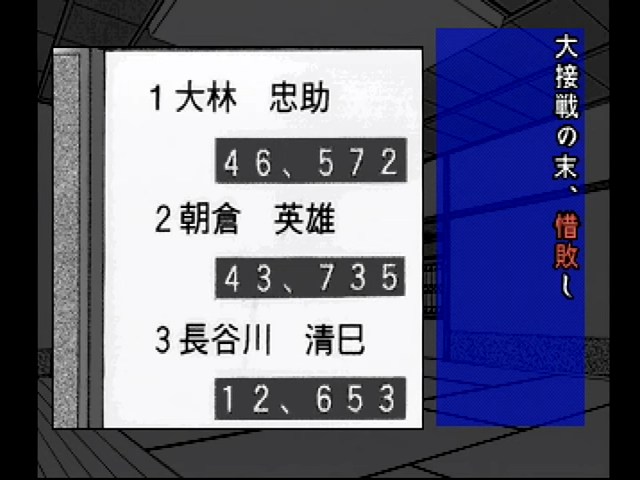 1大林　忠助
46、572
2朝倉　英雄
43、735
3長谷川　清巳
12、653
大接戦の末、惜敗し